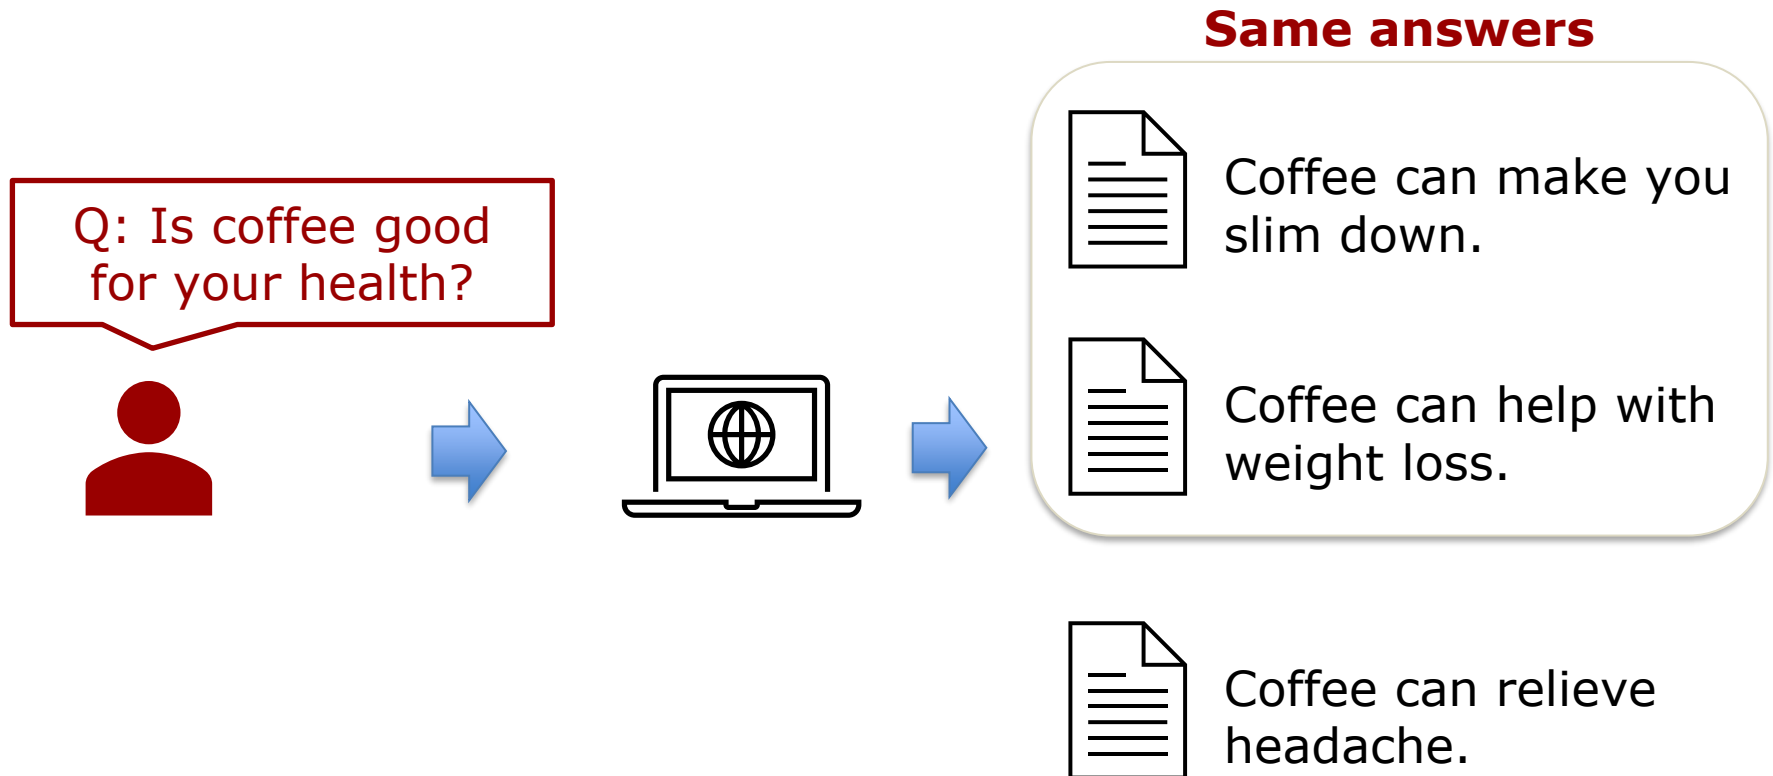 Same answers
Q: Is coffee good
for your health?
Coffee can make you
slim down.
Coffee can help with
weight loss.
Coffee can relieve
headache.